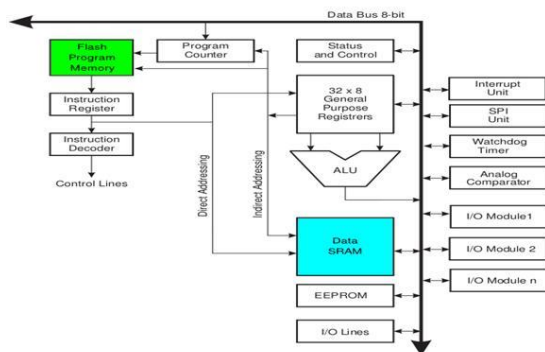 Data Bus 8-bit
Flash
Program
Memory
Program
Counter
Status
and Control
Instruction
Register
32 x 8
General
Purpose
Registrers
Instruction
Decoder
Control Lines
Direct Addressing
Indirect Addressing
ALU
Data
SRAM
EEPROM
I/O Lines
Interrupt
Unit
SPI
Unit
Watchdog
Timer
Analog
Comparator
I/O Module1
I/O Module 2
I/O Module n